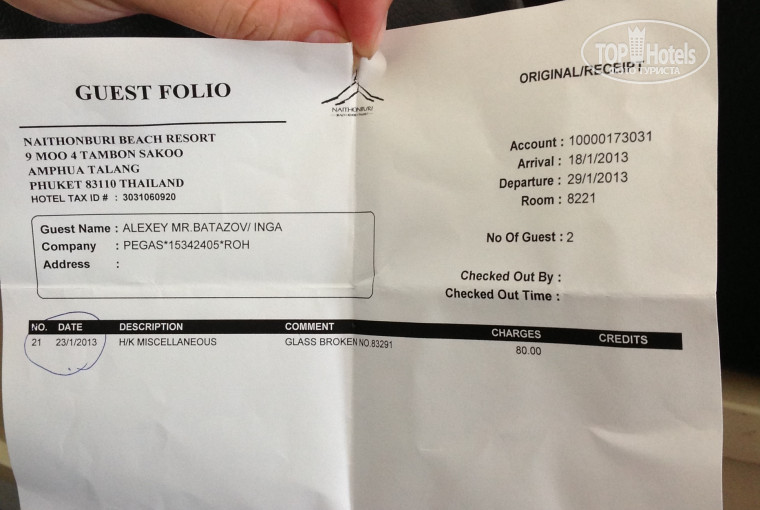 TOP Hotels
ФОТО ТУРИСТА
ORIGINAL/RECEIPT
GUEST FOLIO
NAITHONBURI
NAITHONBURI BEACH RESORT
9 MOO 4 TAMBON SAKOO
AMPHUA TALANG
PHUKET 83110 THAILAND
HOTEL TAX ID # : 3031060920
Account : 10000173031
Arrival : 18/1/2013
Departure : 29/1/2013
Room : 8221
Guest Name : ALEXEY MR.BATAZOV/ INGA
Company : PEGAS*15342405*ROH
Address :
No Of Guest : 2
Checked Out By :
Checked Out Time :
NO. DATE DESCRIPTION COMMENT CHARGES CREDITS
21 23/1/2013 H/K MISCELLANEOUS GLASS BROKEN NO.83291 80.00